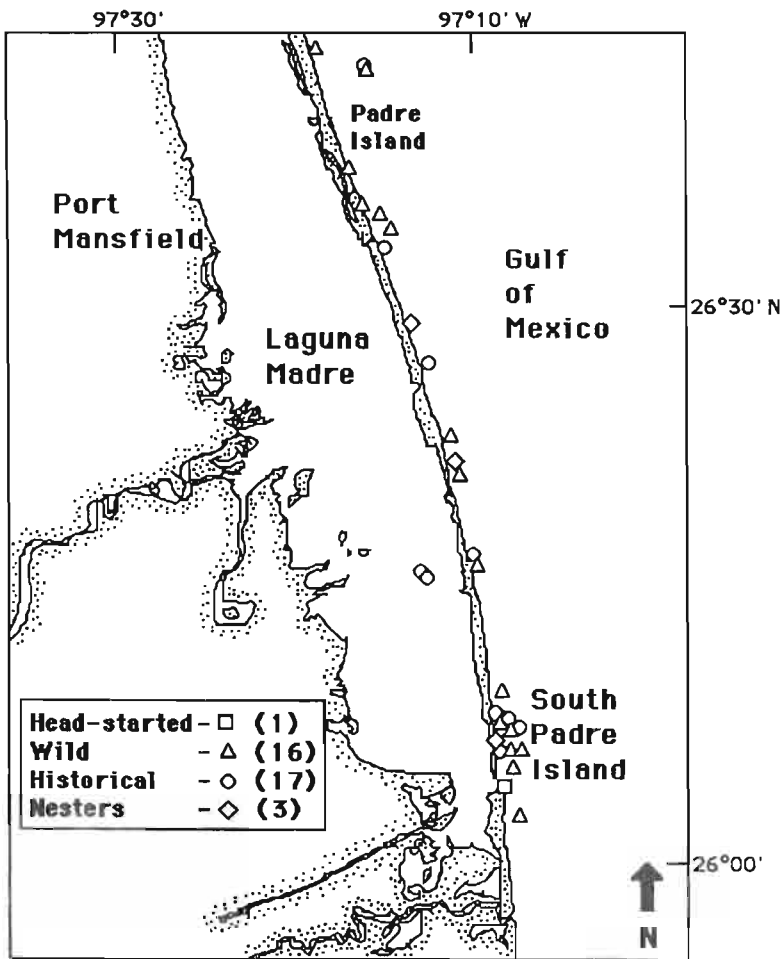 97°30'
97°10' W
Padre
Island
Port
Mansfield
Gulf
of
Mexico
26°30' N
Laguna
Madre
South
Padre
Island
Head-started - □ (1)
Wild - △ (16)
Historical - ○ (17)
Nesters - ◇ (3)
26°00'
N